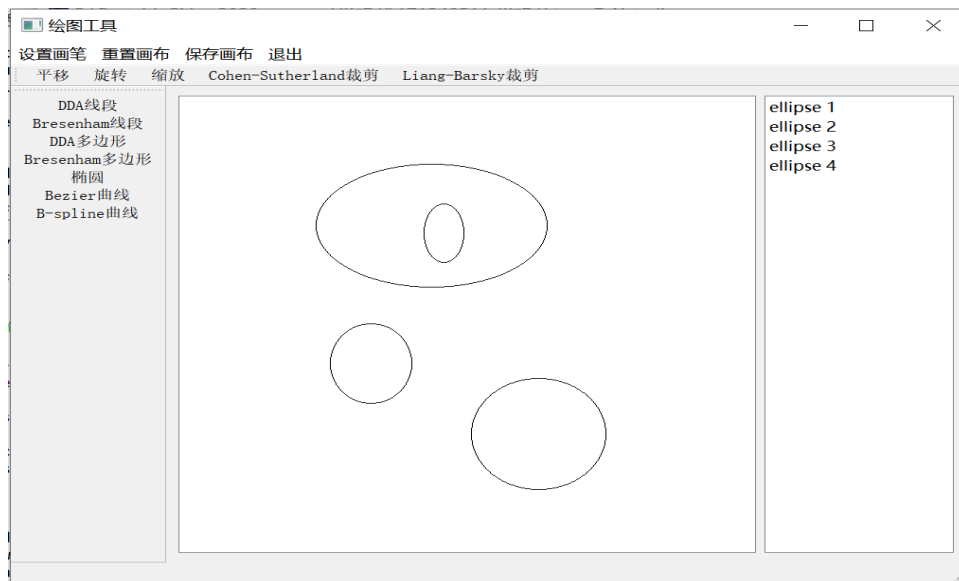 绘图工具
设置画笔 重置画布 保存画布 退出
平移 旋转 缩放 Cohen-Sutherland裁剪 Liang-Barsky裁剪
DDA线段
Bresenham线段
DDA多边形
Bresenham多边形
椭圆
Bezier曲线
B-spline曲线
ellipse 1
ellipse 2
ellipse 3
ellipse 4